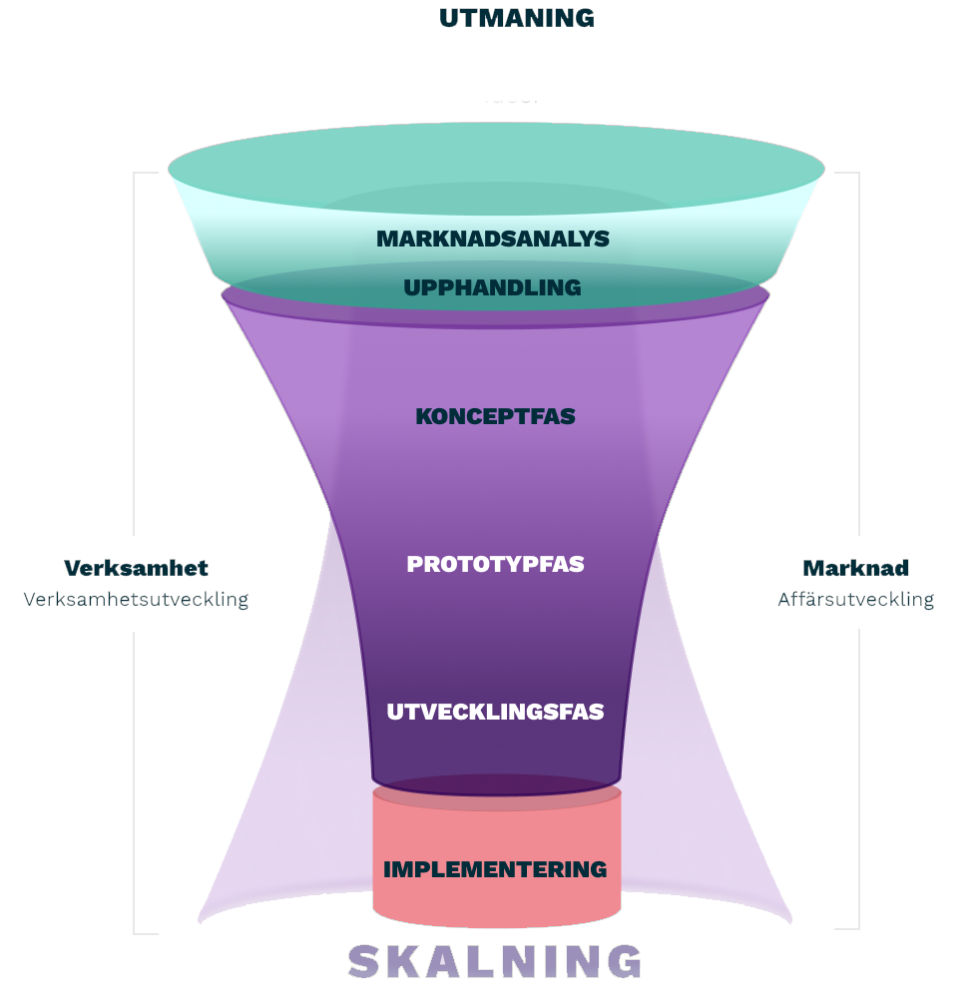 UTMANING
MARKNADSANALYS
UPPHANDLING
KONCEPTFAS
PROTOTYPFAS
Verksamhet
Verksamhetsutveckling
Marknad
Affärsutveckling
UTVECKLINGSFAS
IMPLEMENTERING
SKALNING